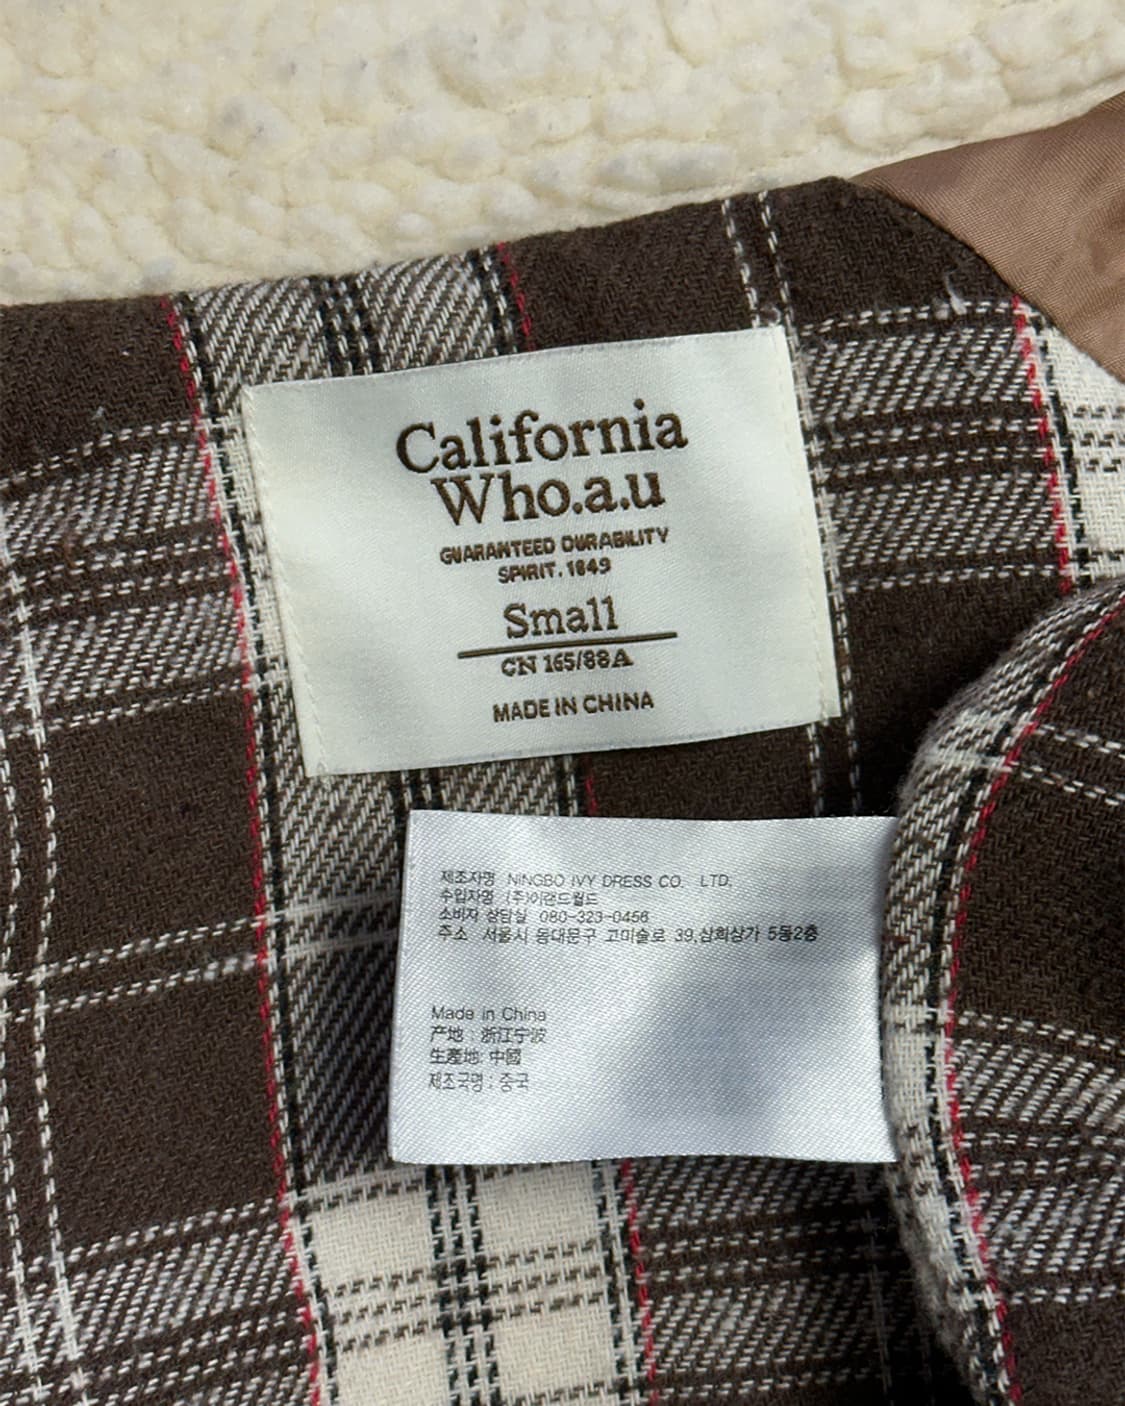 California
Who.a.u
GUARANTEED DURABILITY
SPIRIT. 1849
Small
CN 165/88A
MADE IN CHINA
제조자명 NINGBO IVY DRESS CO. LTD.
수입자명 (주)이랜드월드
소비자 상담실 080-323-0456
주소 서울시 동대문구 고미술로 39,삼희상가 5동2층
Made in China
产地 : 浙江宁波
生產地: 中國
제조국명 : 중국